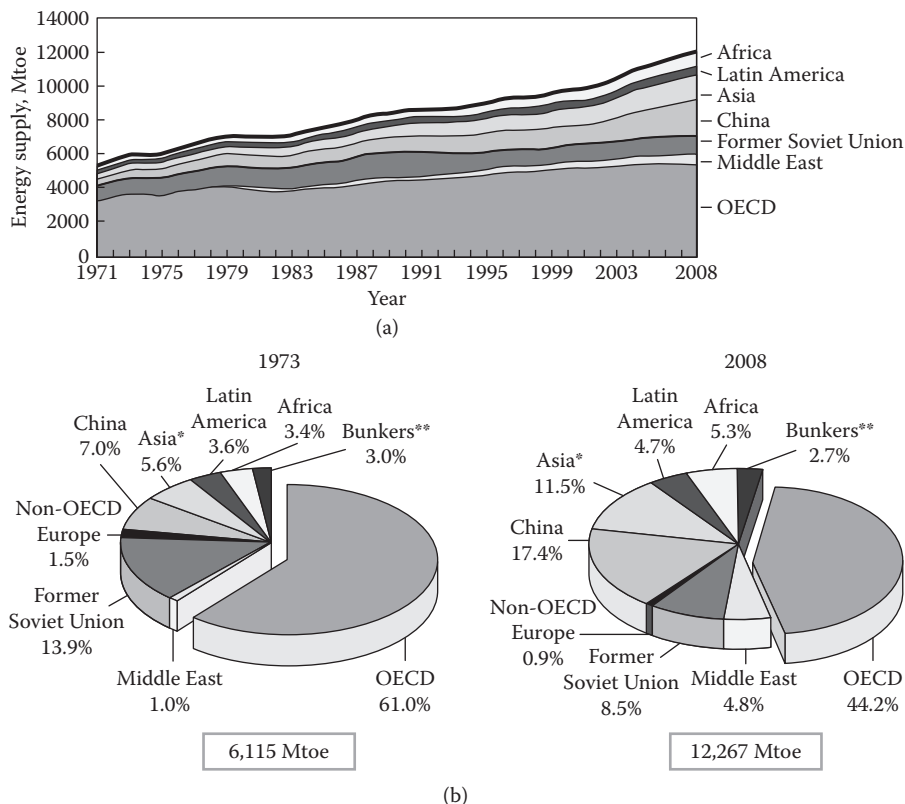 14000
12000
10000
8000
6000
4000
2000
0
Energy supply, Mtoe
1971
1975
1979
1983
1987
1991
1995
1999
2003
2008
Year
Africa
Latin America
Asia
China
Former Soviet Union
Middle East
OECD
(a)
1973
China
7.0%
Asia*
5.6%
Latin
America
3.6%
Africa
3.4%
Bunkers**
3.0%
Non-OECD
Europe
1.5%
Former
Soviet Union
13.9%
Middle East
1.0%
OECD
61.0%
6,115 Mtoe
2008
Latin
America
4.7%
Africa
5.3%
Bunkers**
2.7%
Asia*
11.5%
China
17.4%
Non-OECD
Europe
0.9%
Former
Soviet Union
8.5%
Middle East
4.8%
OECD
44.2%
12,267 Mtoe
(b)